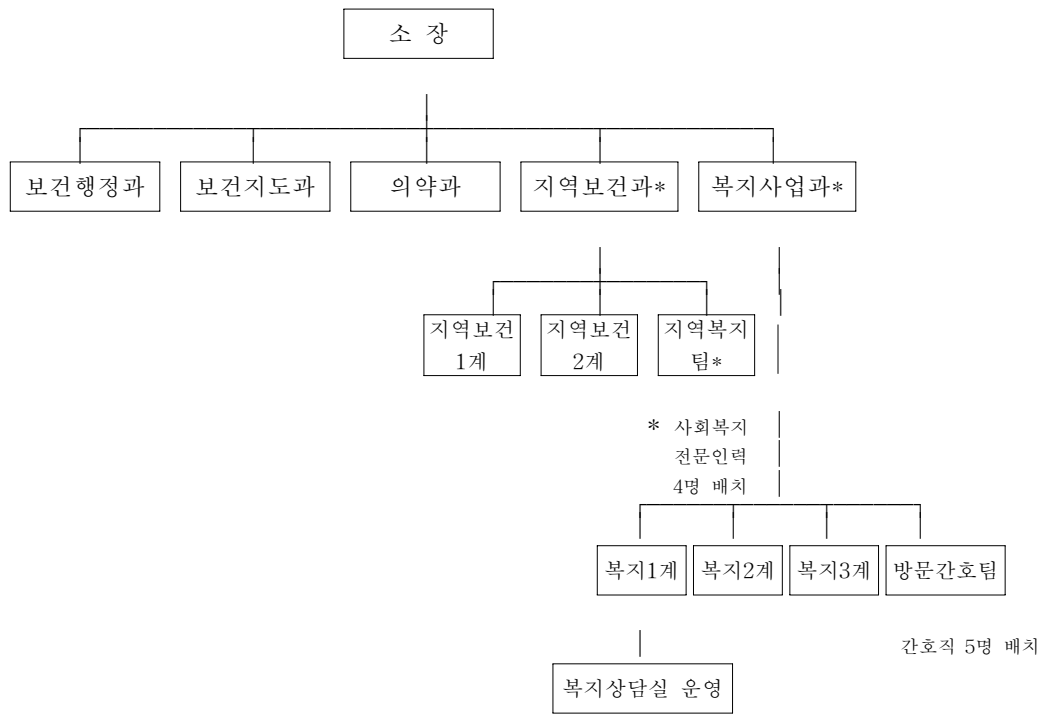 소 장
보건행정과 보건지도과 의약과 지역보건과* 복지사업과*
지역보건 지역보건 지역복지
1계 2계 팀*
* 사회복지
전문인력
4명 배치
복지1계 복지2계 복지3계 방문간호팀
간호직 5명 배치
복지상담실 운영